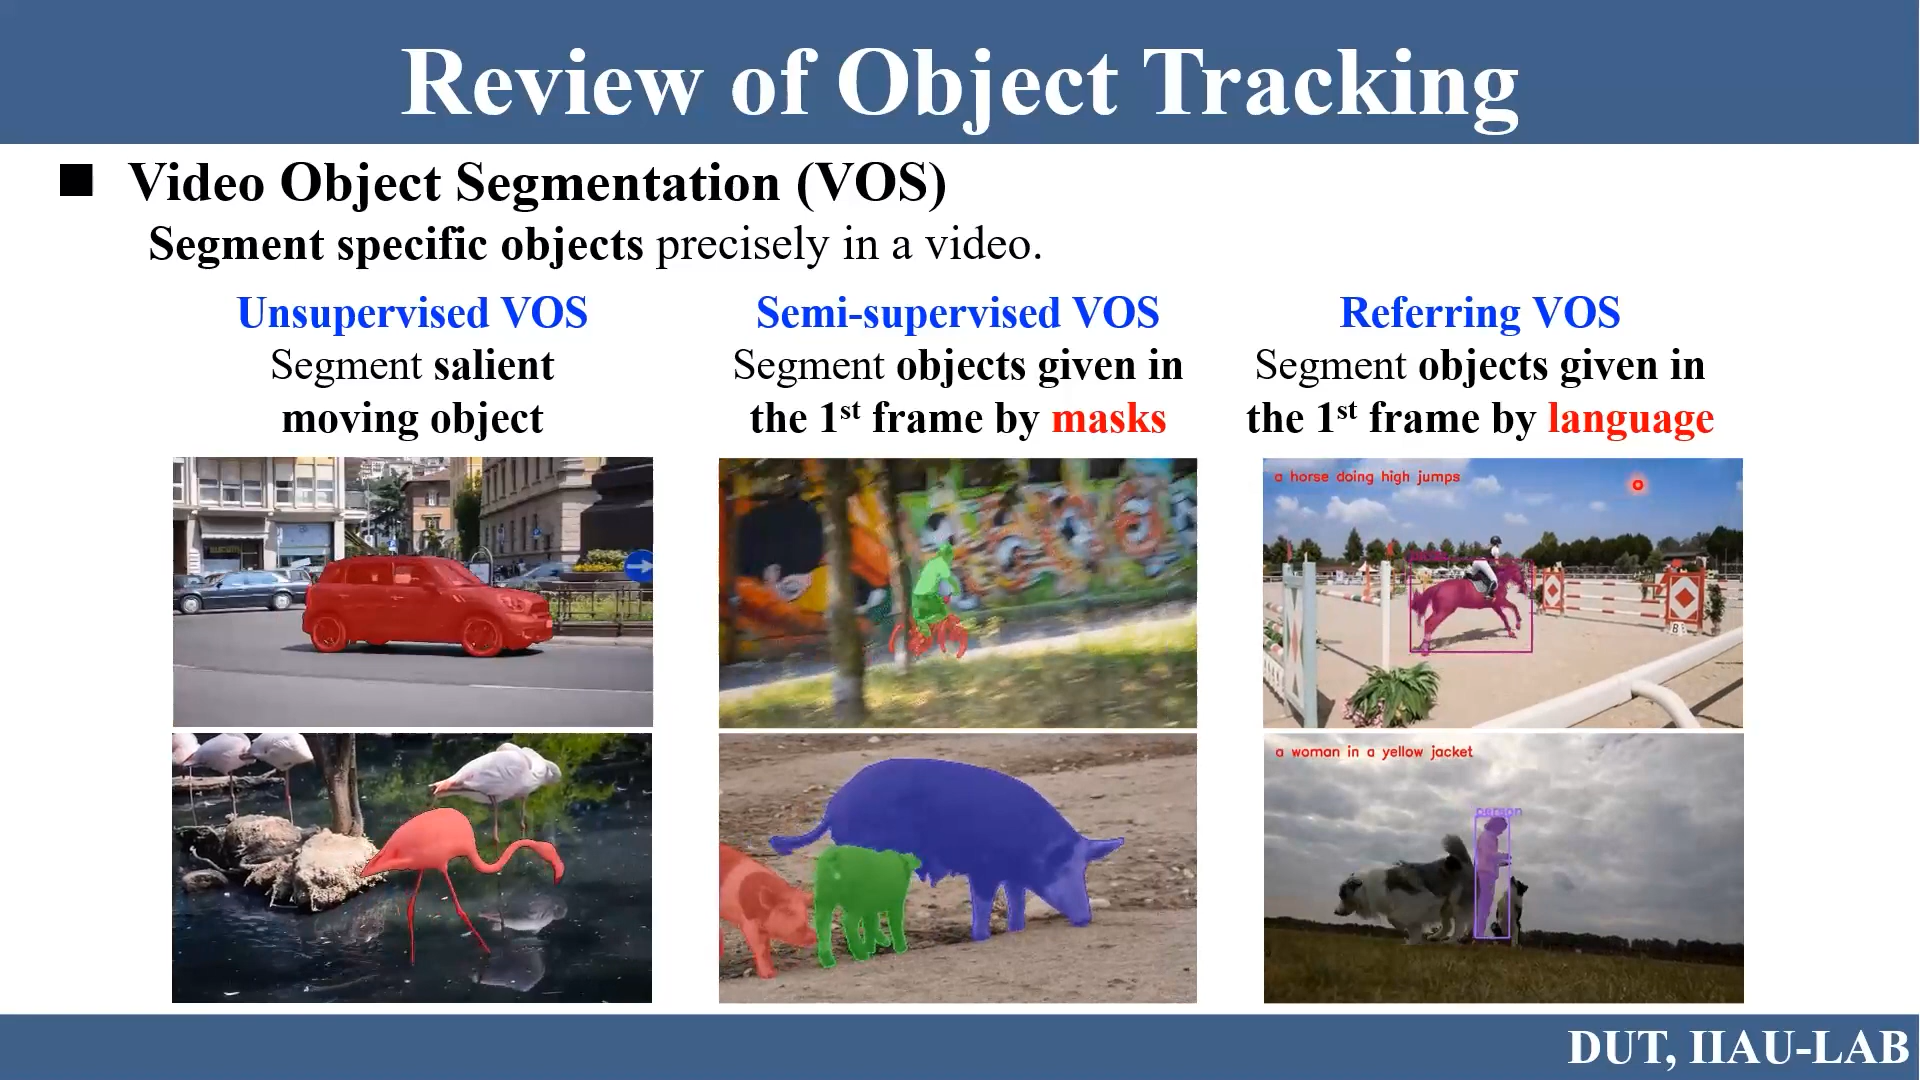 Review of Object Tracking
Video Object Segmentation (VOS)
Segment specific objects precisely in a video.
Unsupervised VOS
Segment salient
moving object
Semi-supervised VOS
Segment objects given in
the 1st frame by masks
Referring VOS
Segment objects given in
the 1st frame by language
a horse doing high jumps
a woman in a yellow jacket
person
DUT, IIAU-LAB